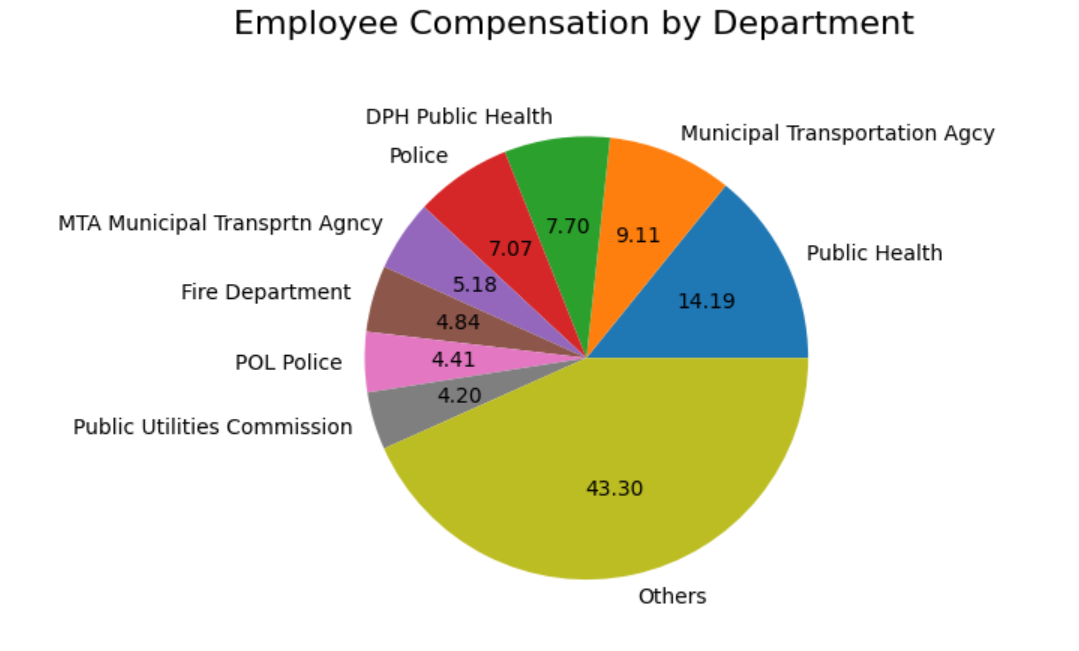 Employee Compensation by Department
DPH Public Health
Municipal Transportation Agcy
Police
MTA Municipal Transprtn Agncy
Public Health
Fire Department
POL Police
Public Utilities Commission
7.70
9.11
7.07
5.18
14.19
4.84
4.41
4.20
43.30
Others